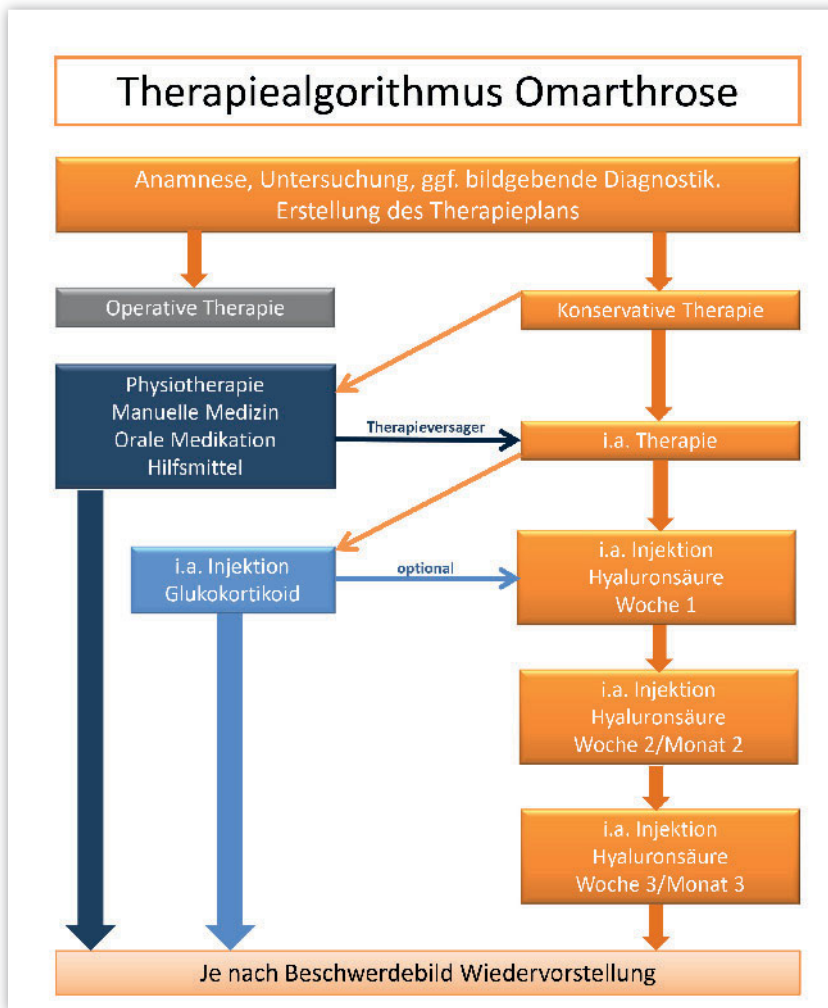 Therapiealgorithmus Omarthrose
Anamnese, Untersuchung, ggf. bildgebende Diagnostik.
Erstellung des Therapieplans
Operative Therapie
Konservative Therapie
Physiotherapie
Manuelle Medizin
Orale Medikation
Hilfsmittel
Therapieversager
i.a. Therapie
i.a. Injektion
Glukokortikoid
optional
i.a. Injektion
Hyaluronsäure
Woche 1
i.a. Injektion
Hyaluronsäure
Woche 2/Monat 2
i.a. Injektion
Hyaluronsäure
Woche 3/Monat 3
Je nach Beschwerdebild Wiedervorstellung